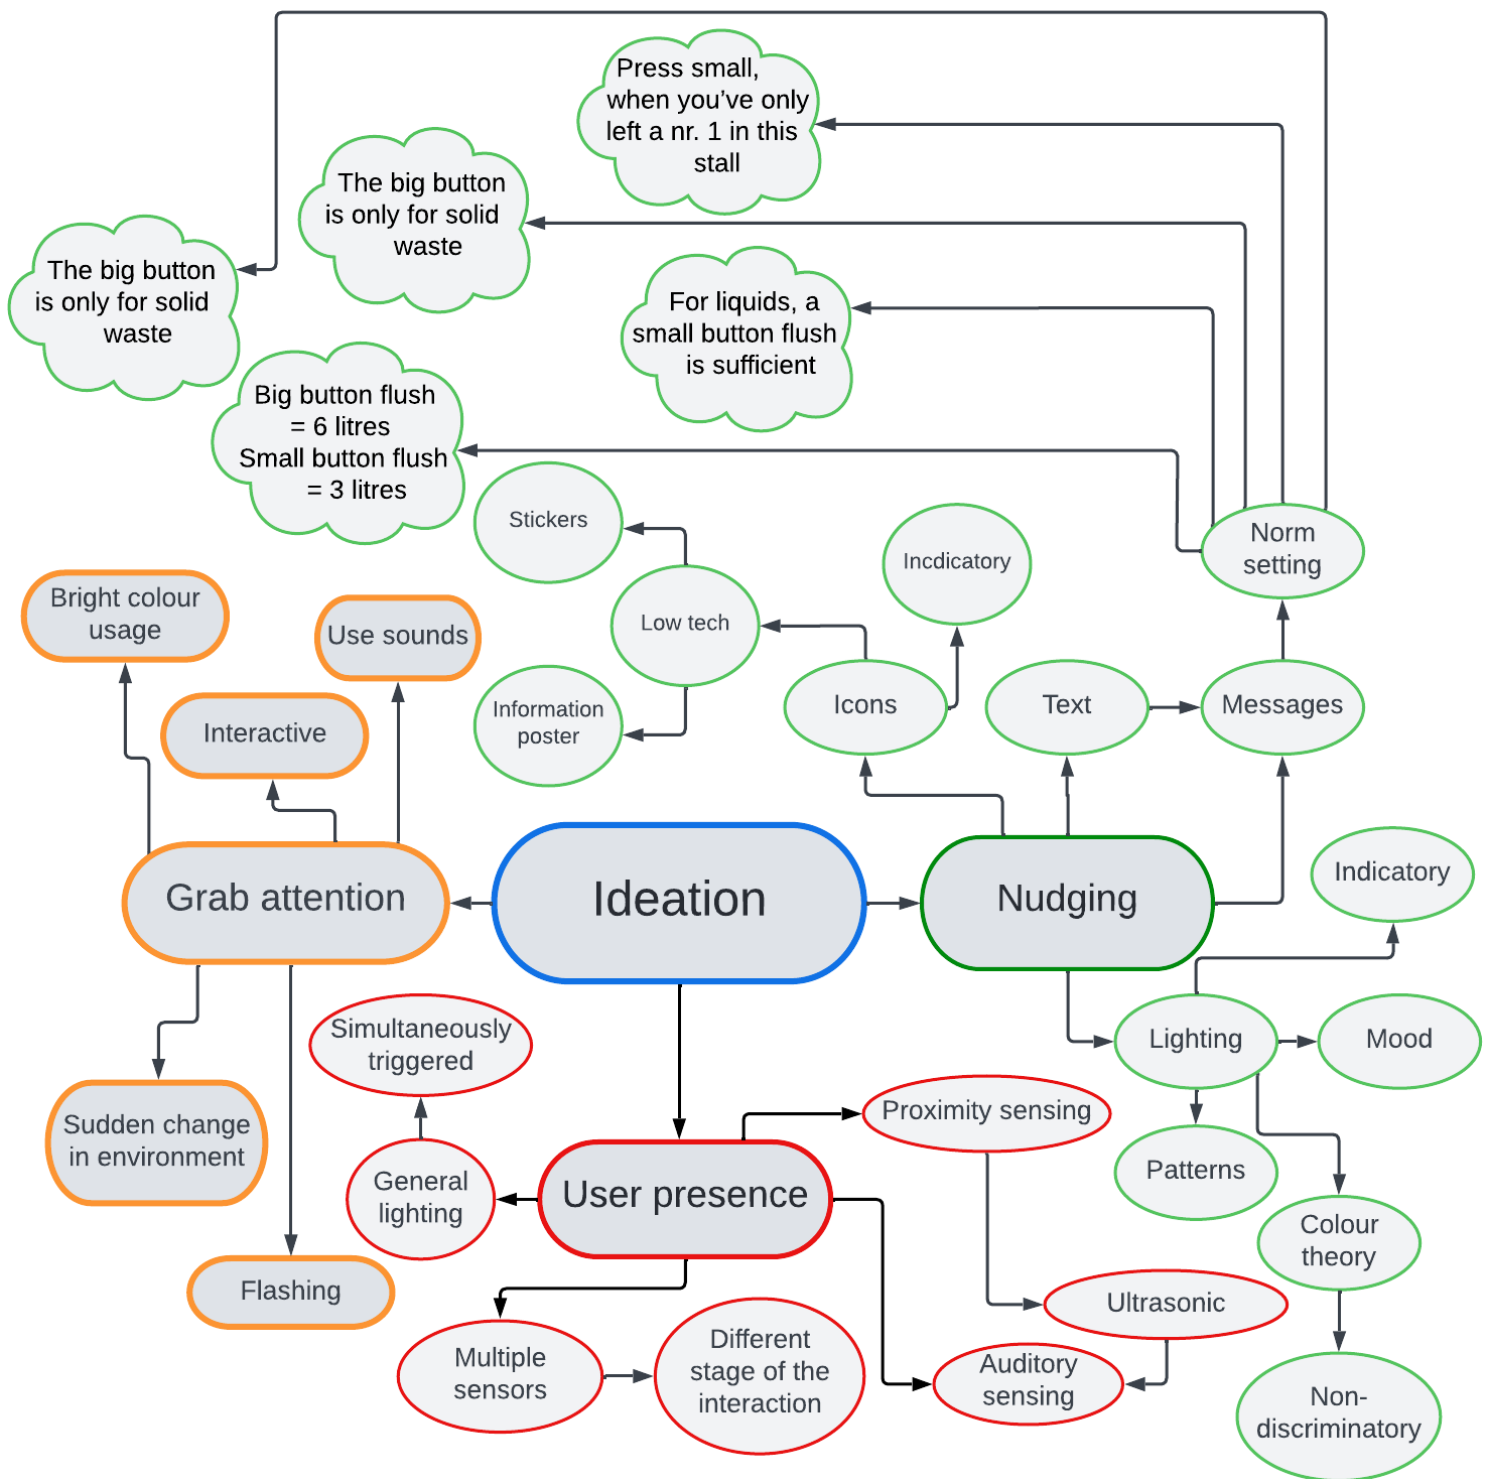 Press small,
when you’ve only
left a nr. 1 in this
stall
The big button
is only for solid
waste
The big button
is only for solid
waste
For liquids, a
small button flush
is sufficient
Big button flush
= 6 litres
Small button flush
= 3 litres
Stickers
Incdicatory
Norm
setting
Bright colour
usage
Use sounds
Low tech
Interactive
Information
poster
Icons
Text
Messages
Grab attention
Ideation
Nudging
Indicatory
Simultaneously
triggered
Lighting
Mood
Sudden change
in environment
Proximity sensing
General
lighting
User presence
Patterns
Colour
theory
Flashing
Ultrasonic
Multiple
sensors
Different
stage of the
interaction
Auditory
sensing
Non-
discriminatory